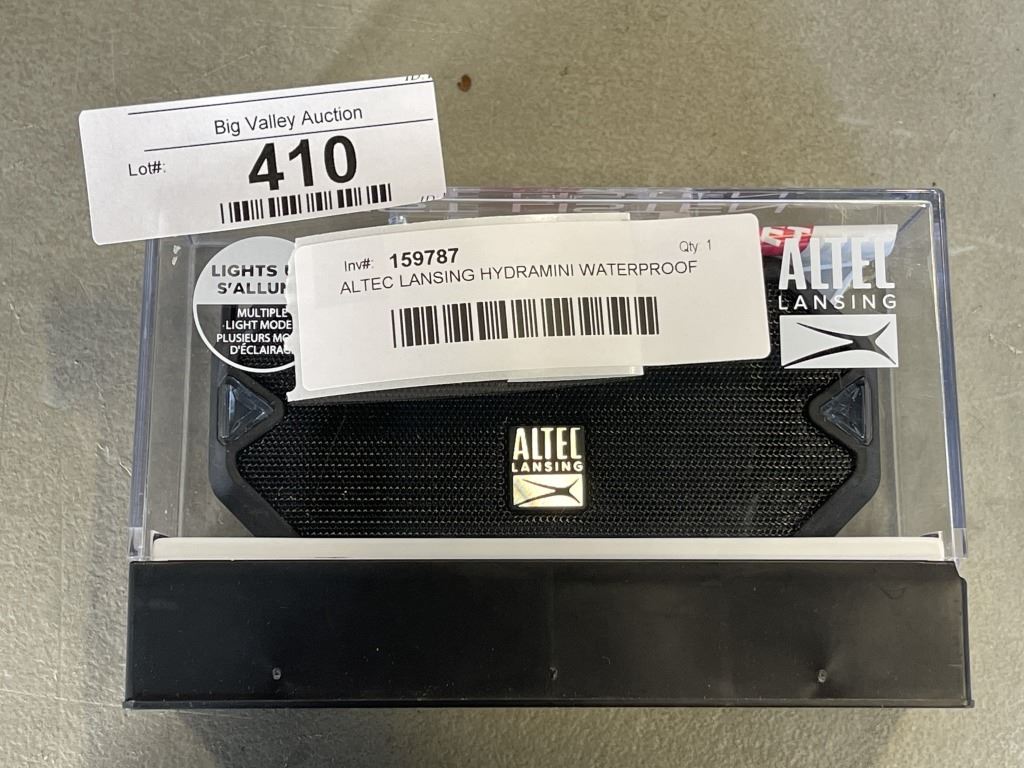 Big Valley Auction
Lot#: 410
Inv#: 159787 Qty: 1
ALTEC LANSING HYDRAMINI WATERPROOF
LIGHTS
S'ALLUM
MULTIPLE
LIGHT MODE
PLUSIEURS MO
D'ÉCLAIRAG
ALTEC
LANSING
ALTEC
LANSING